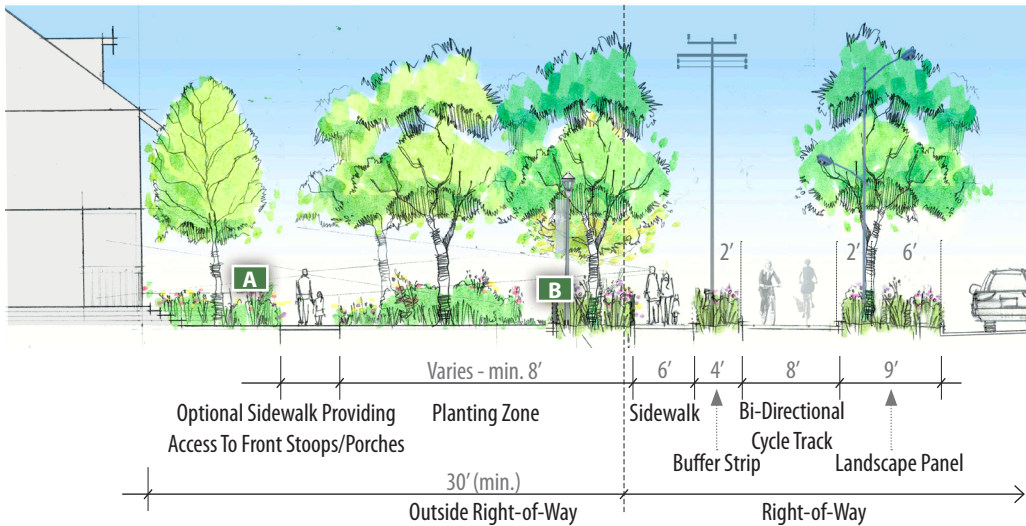 2’
2’
6’
A
B
Varies - min. 8’
6’
4’
8’
9’
Optional Sidewalk Providing
Access To Front Stoops/Porches
Planting Zone
Sidewalk
Bi-Directional
Cycle Track
Buffer Strip
Landscape Panel
30’ (min.)
Outside Right-of-Way
Right-of-Way